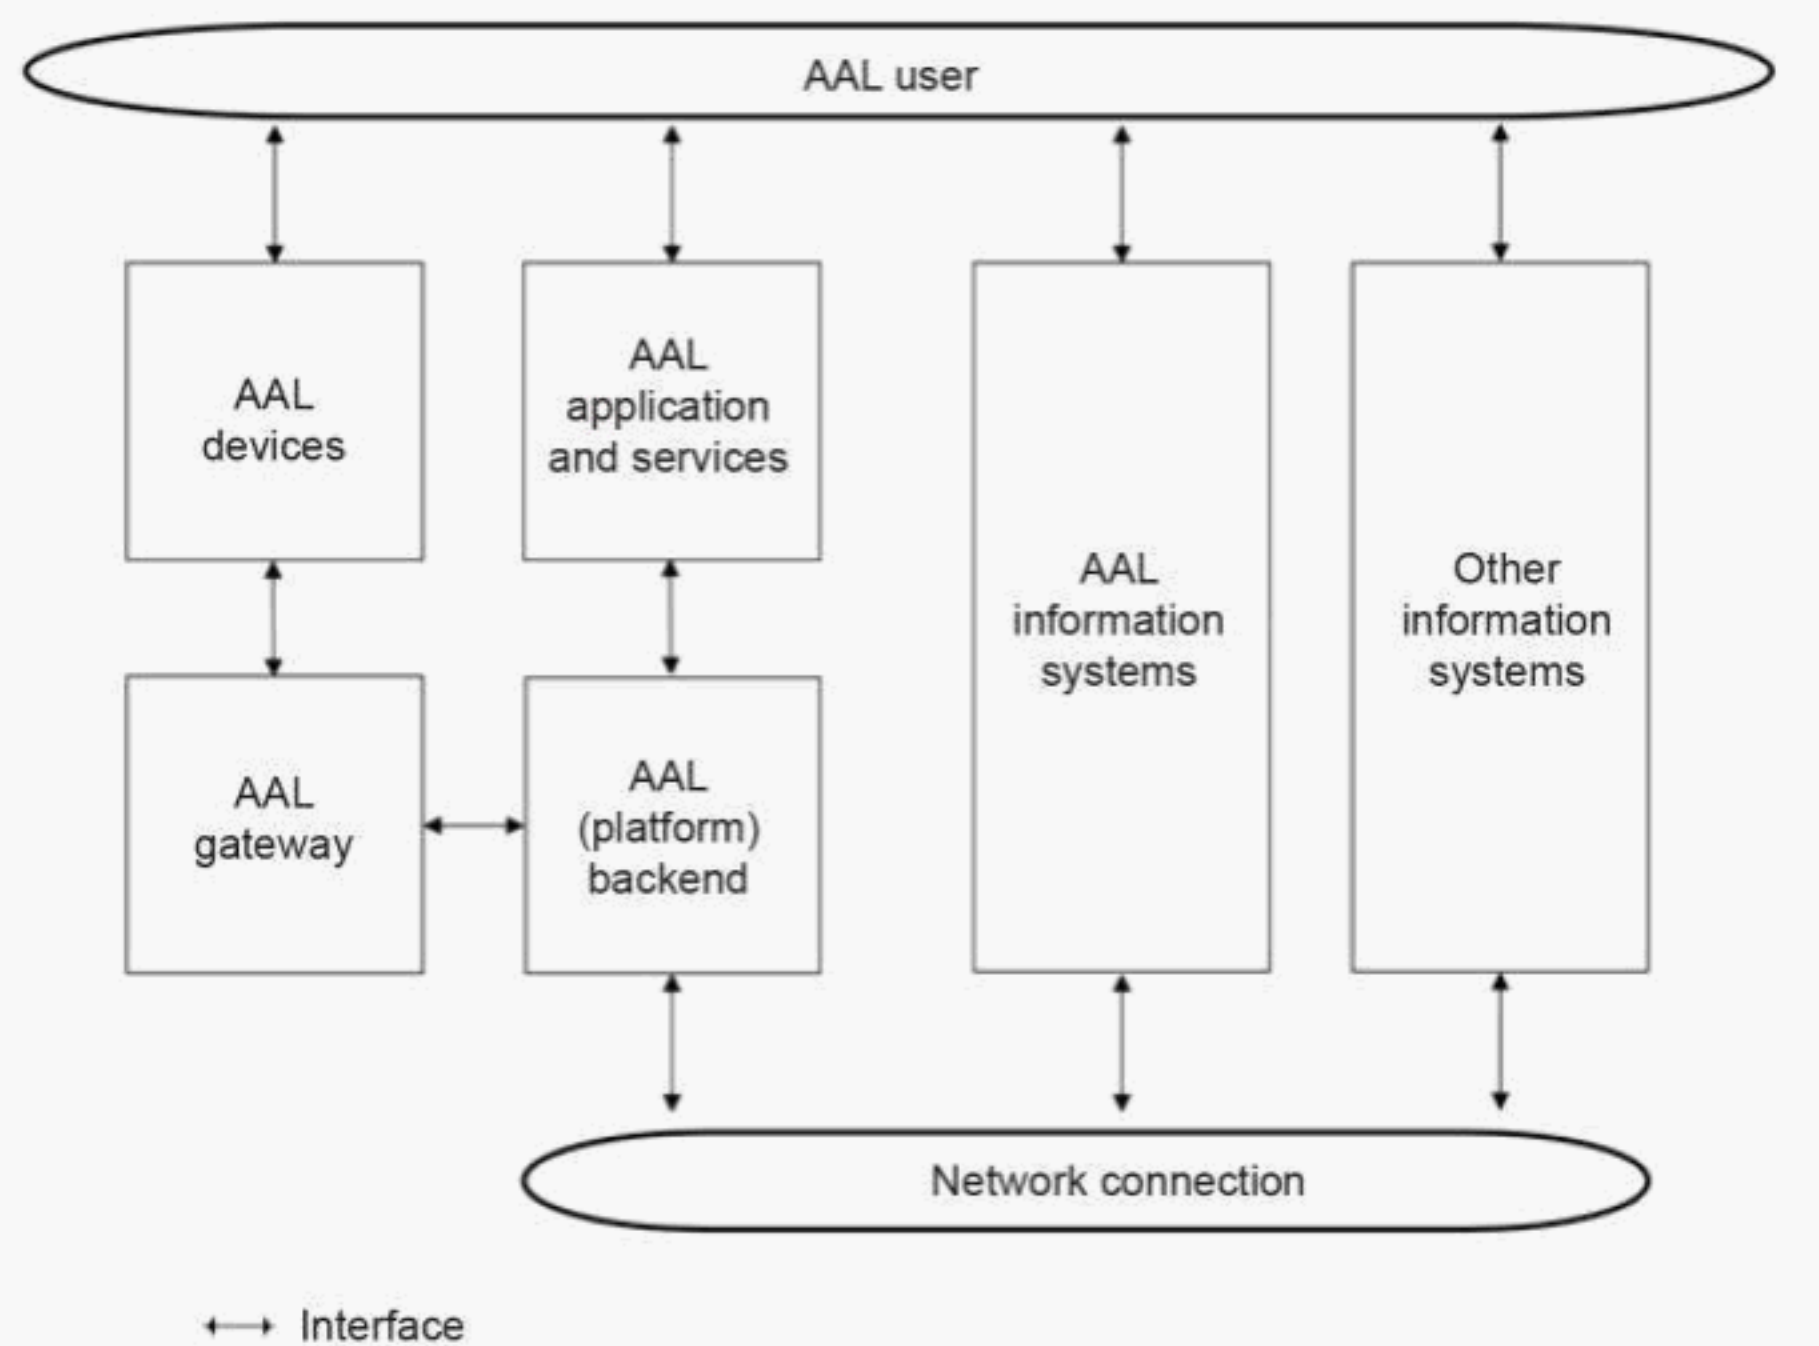 AAL user
AAL
devices
AAL
application
and services
AAL
information
systems
Other
information
systems
AAL
gateway
AAL
(platform)
backend
Network connection
Interface